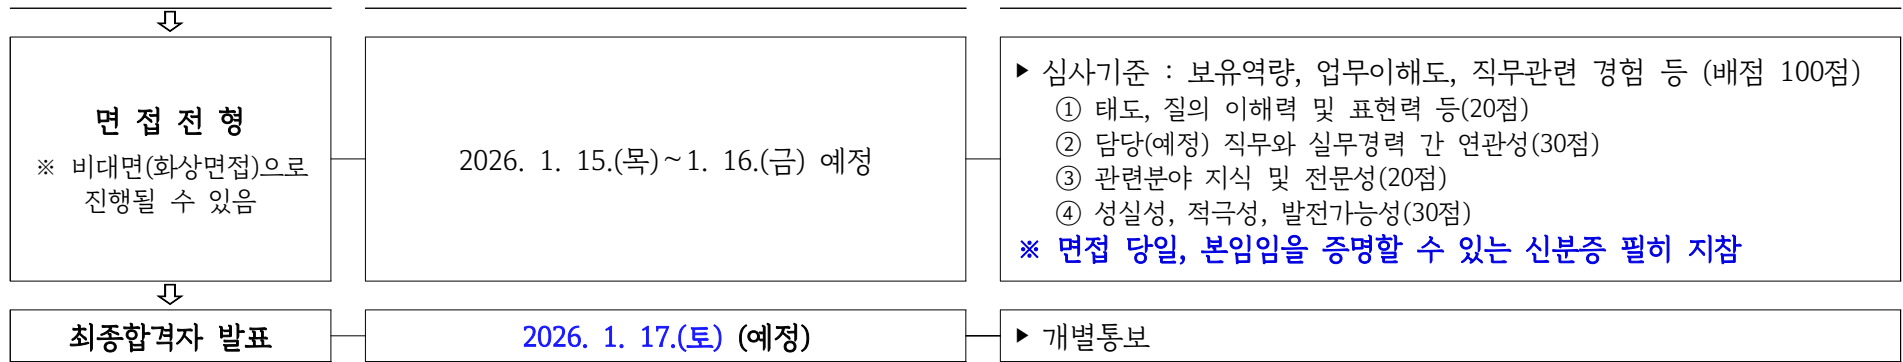 면 접 전 형
※ 비대면(화상면접)으로
진행될 수 있음
2026. 1. 15.(목)~1. 16.(금) 예정
▶ 심사기준 : 보유역량, 업무이해도, 직무관련 경험 등 (배점 100점)
① 태도, 질의 이해력 및 표현력 등(20점)
② 담당(예정) 직무와 실무경력 간 연관성(30점)
③ 관련분야 지식 및 전문성(20점)
④ 성실성, 적극성, 발전가능성(30점)
※ 면접 당일, 본임임을 증명할 수 있는 신분증 필히 지참
최종합격자 발표
2026. 1. 17.(토) (예정)
▶ 개별통보